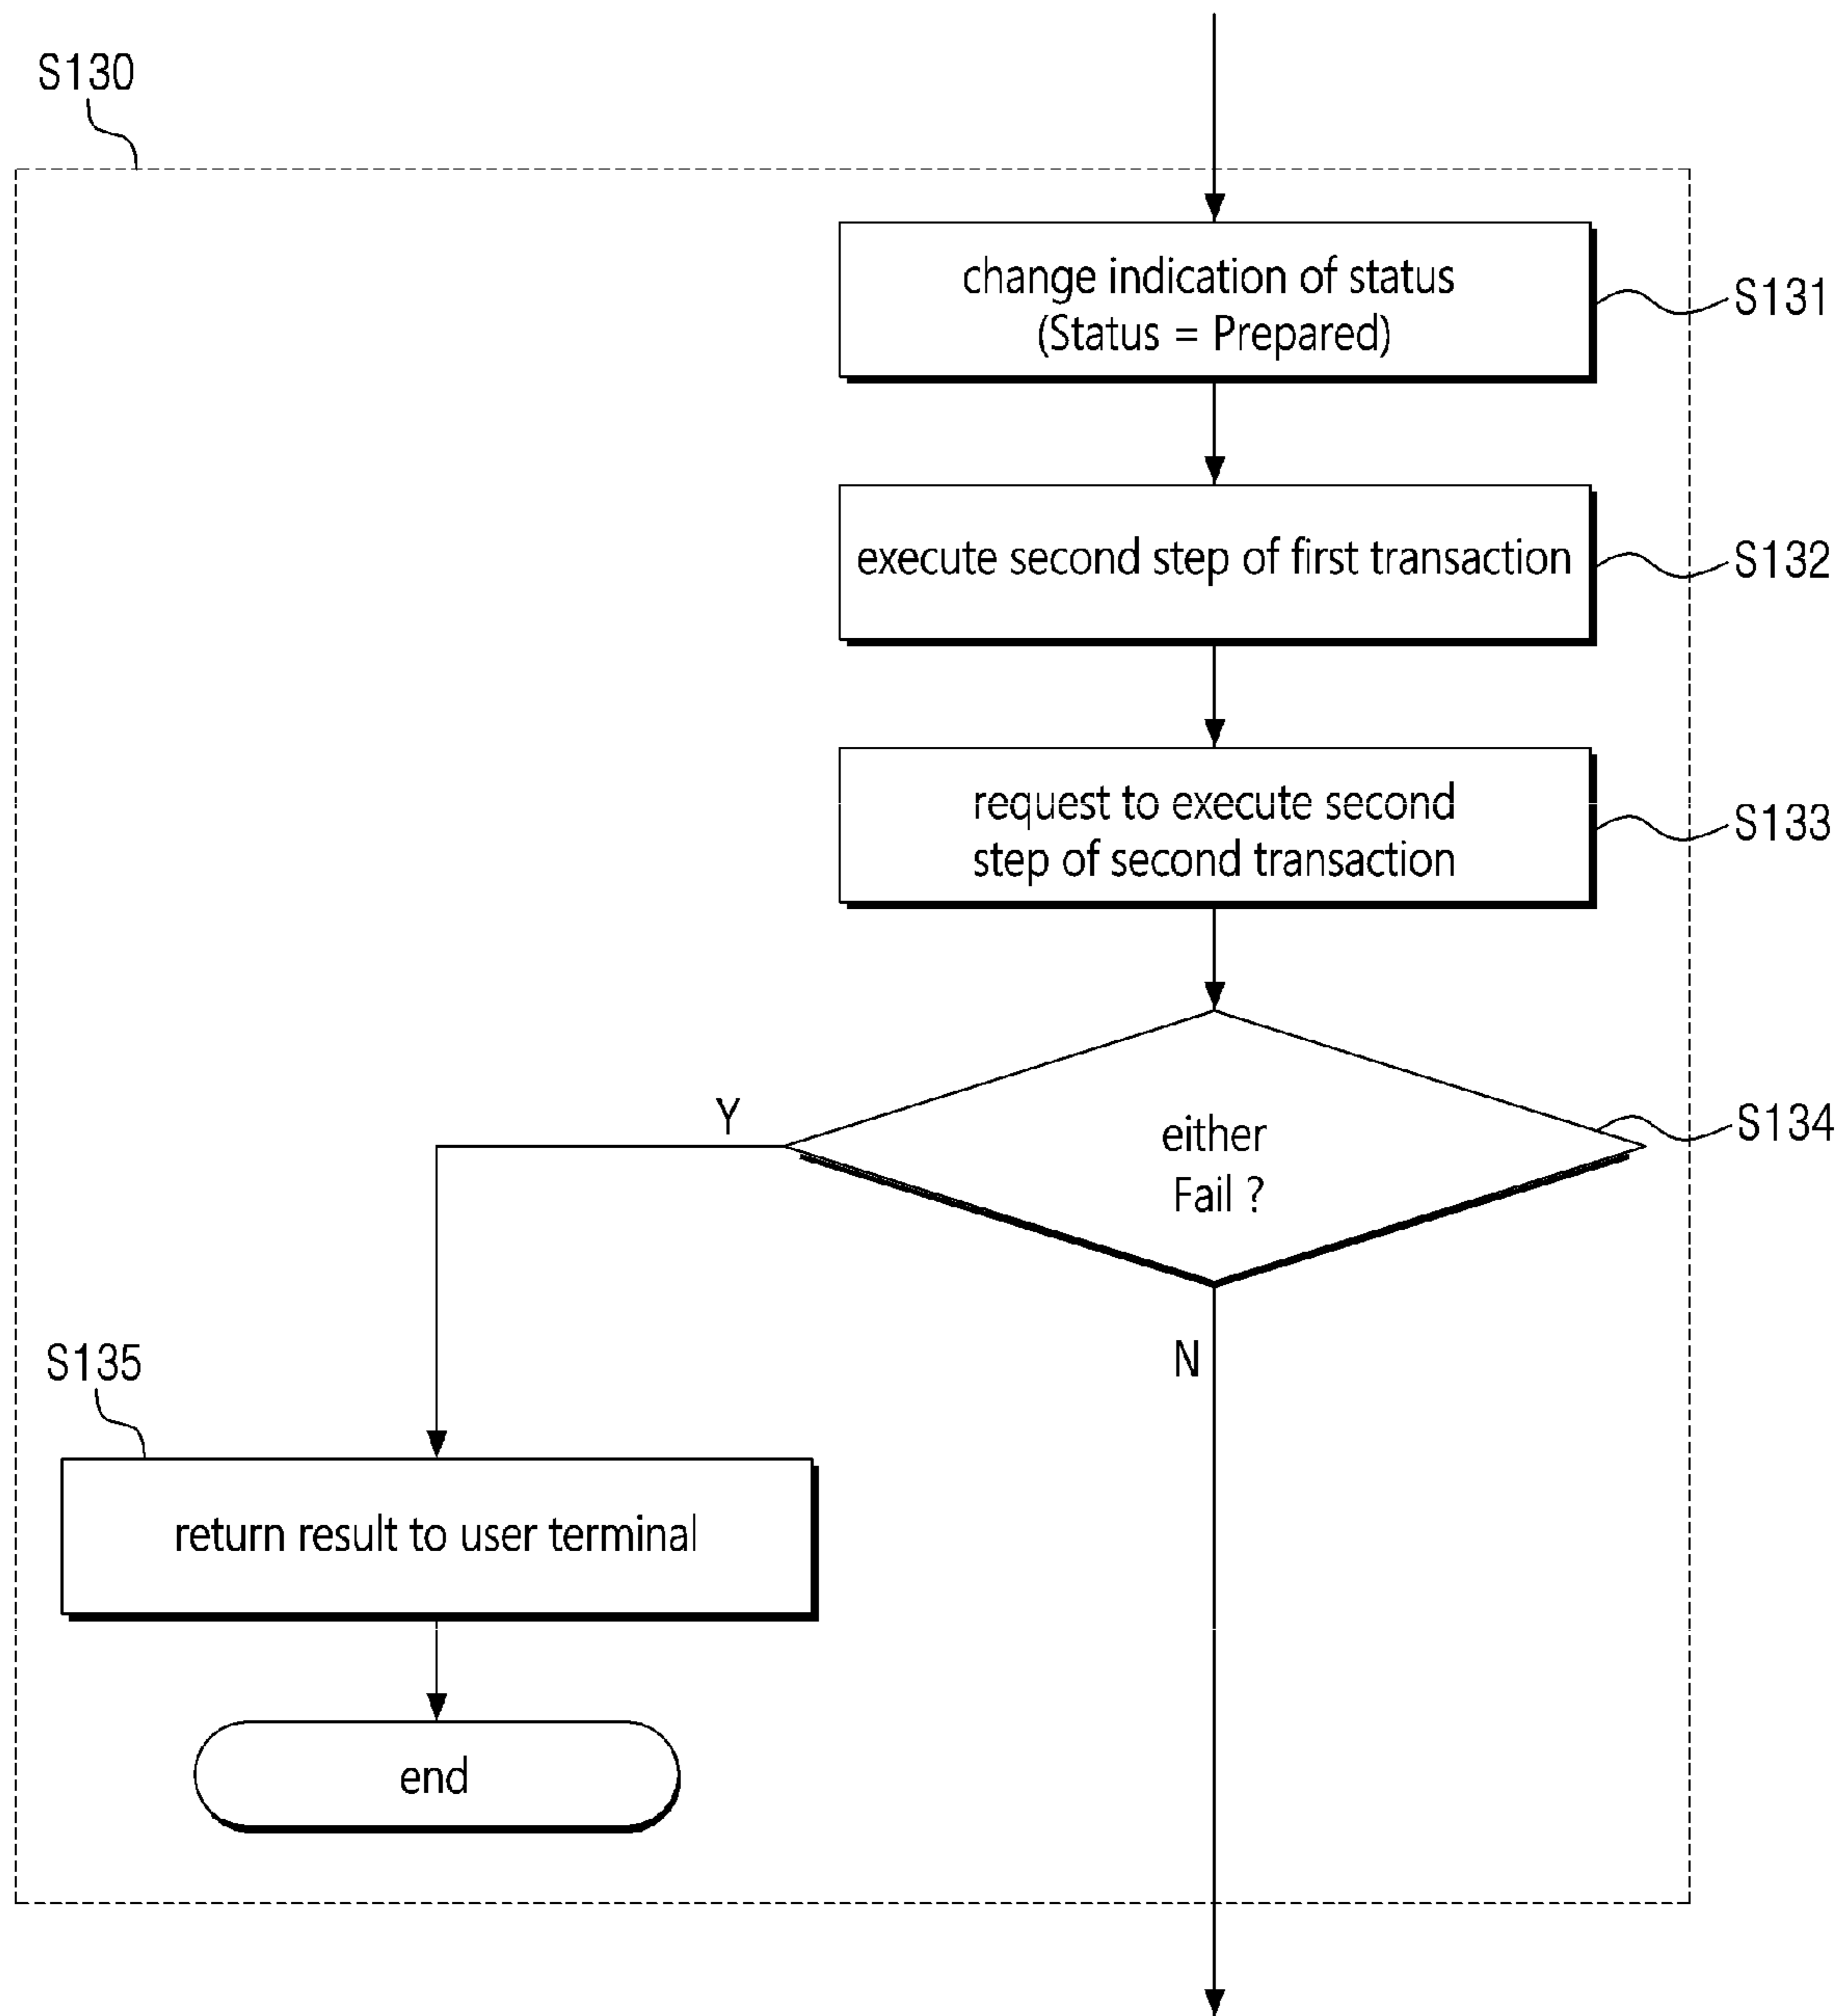 S130
change indication of status
(Status = Prepared)
S131
execute second step of first transaction
S132
request to execute second
step of second transaction
S133
either
Fail ?
S134
Y
N
S135
return result to user terminal
end